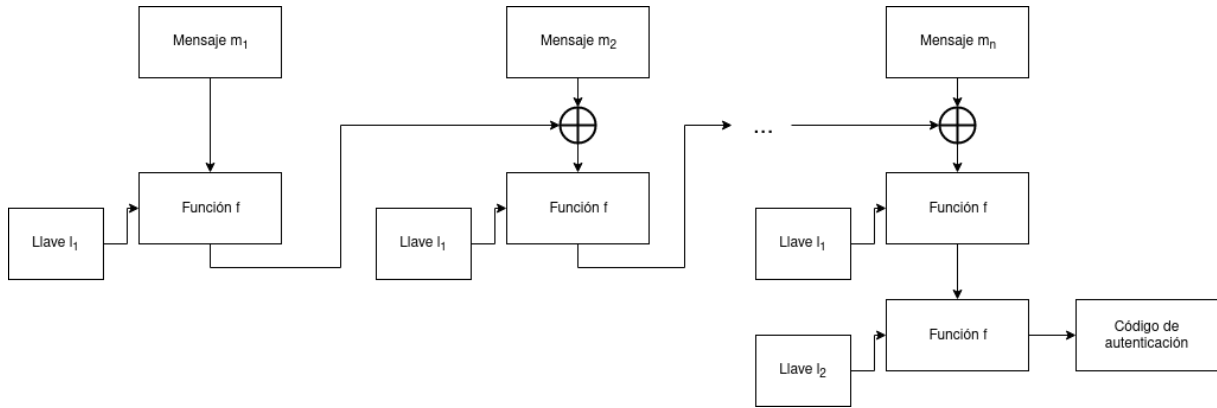 Mensaje m1
Mensaje m2
Mensaje mn
...
Función f
Función f
Función f
Llave l1
Llave l1
Llave l1
Función f
Código de
autenticación
Llave l2